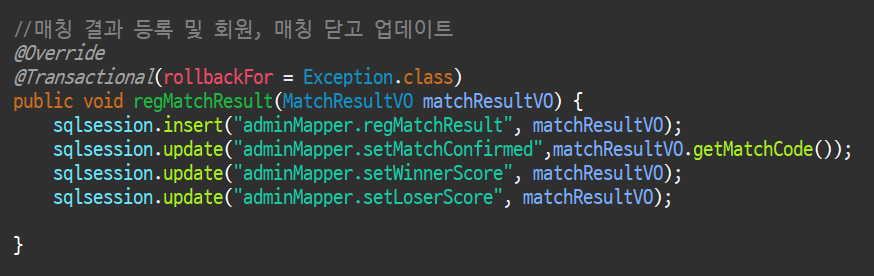 //매칭 결과 등록 및 회원, 매칭 닫고 업데이트
@Override
@Transactional(rollbackFor = Exception.class)
public void regMatchResult(MatchResultVO matchResultVO) {
    sqlsession.insert("adminMapper.regMatchResult", matchResultVO);
    sqlsession.update("adminMapper.setMatchConfirmed",matchResultVO.getMatchCode());
    sqlsession.update("adminMapper.setWinnerScore", matchResultVO);
    sqlsession.update("adminMapper.setLoserScore", matchResultVO);
}